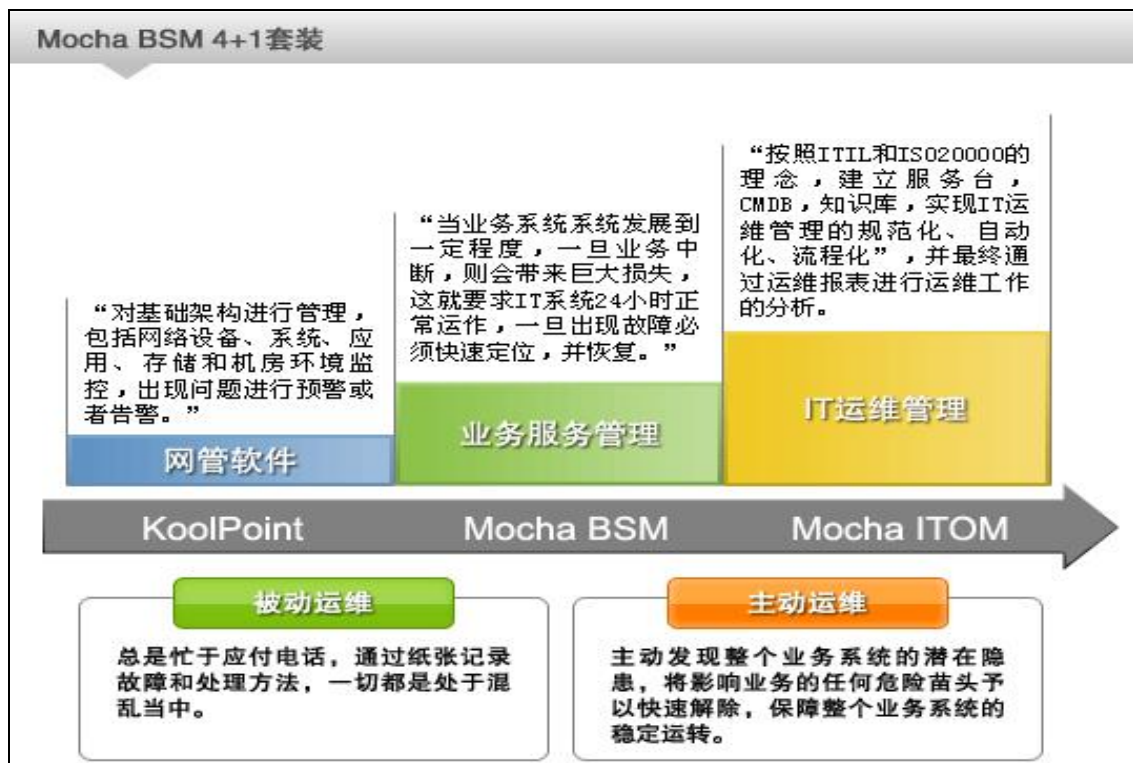 Mocha BSM 4+1套装
“对基础架构进行管理，
包括网络设备、系统、应
用、存储和机房环境监
控，出现问题进行预警或
者告警。”
网管软件
“当业务系统系统发展到
一定程度，一旦业务中
断，则会带来巨大损失，
这就要求IT系统24小时正
常运作，一旦出现故障必
须快速定位，并恢复。”
业务服务管理
“按照ITIL和ISO20000的
理念，建立服务台，
CMDB，知识库，实现IT运
维管理的规范化、自动
化、流程化”，并最终通
过运维报表进行运维工作
的分析。
IT运维管理
KoolPoint
Mocha BSM
Mocha ITOM
被动运维
总是忙于应付电话，通过纸张记录
故障和处理方法，一切都是处于混
乱当中。
主动运维
主动发现整个业务系统的潜在隐
患，将影响业务的任何危险苗头予
以快速解除，保障整个业务系统的
稳定运转。